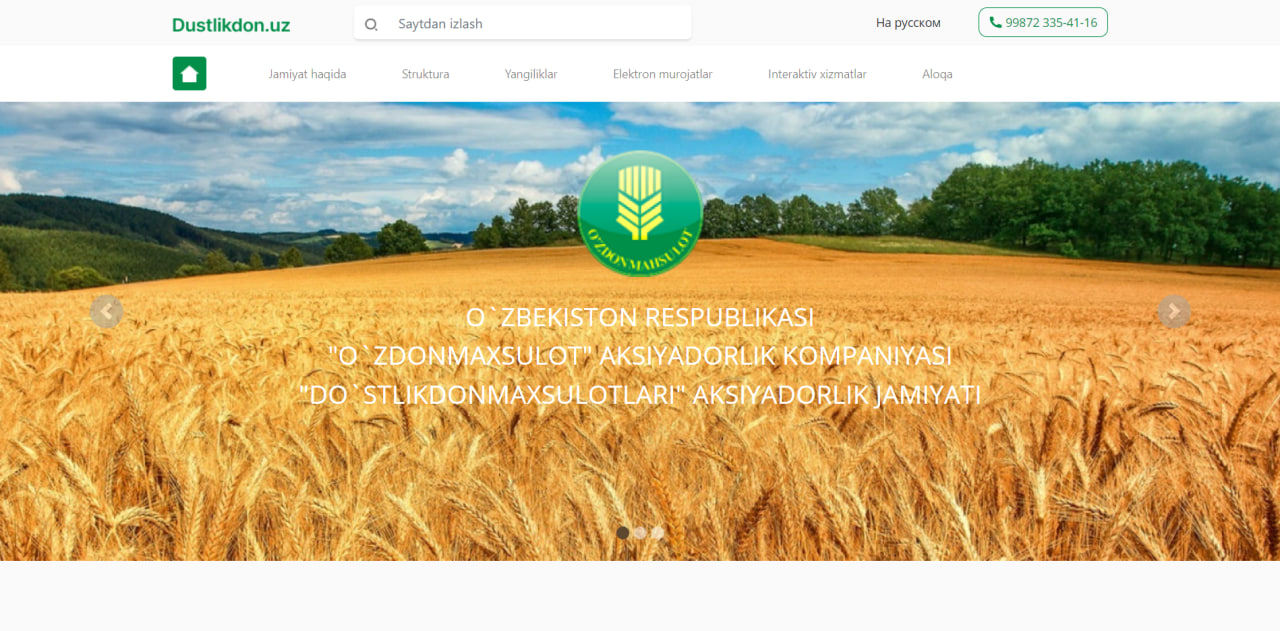 Dustlikdon.uz
Saytdan izlash
На русском
99872 335-41-16
Jamiyat haqida
Struktura
Yangiliklar
Elektron murojatlar
Interaktiv xizmatlar
Aloqa
O'ZDONMAHSULOT
O`ZBEKISTON RESPUBLIKASI
"O`ZDONMAXSULOT" AKSIYADORLIK KOMPANIYASI
"DO`STLIKDONMAXSULOTLARI" AKSIYADORLIK JAMIYATI